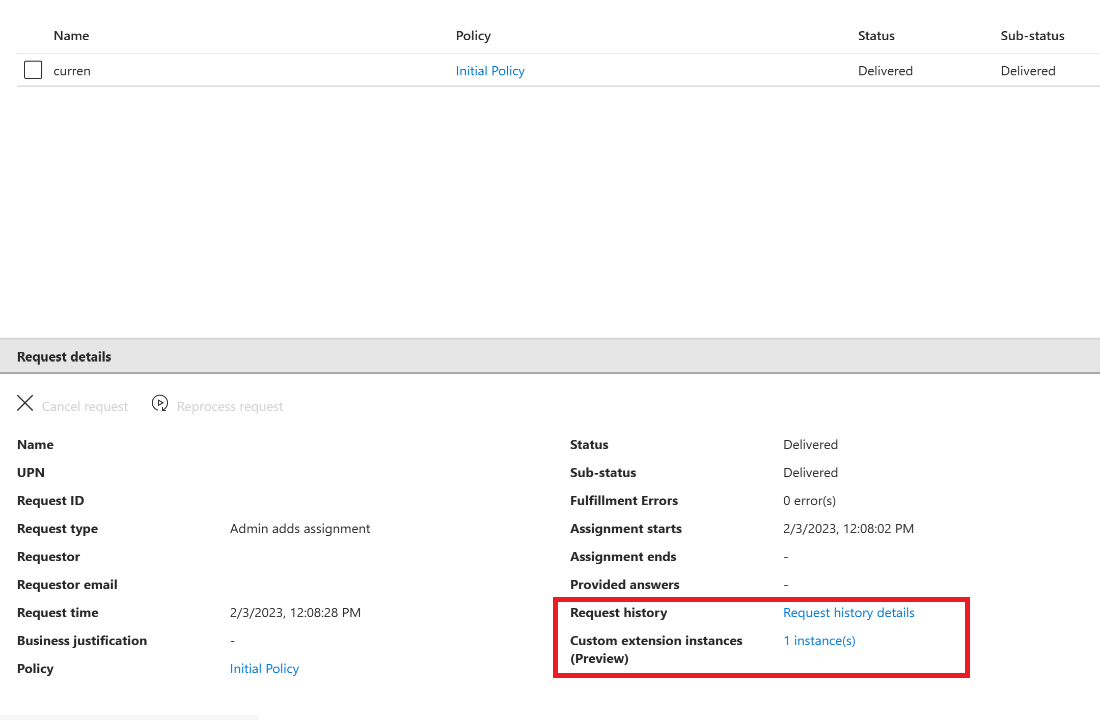 Name Policy Status Sub-status
curren Initial Policy Delivered Delivered
Request details
Cancel request Reprocess request
Name Status Delivered
UPN Sub-status Delivered
Request ID Fulfillment Errors 0 error(s)
Request type Admin adds assignment Assignment starts 2/3/2023, 12:08:02 PM
Requestor Assignment ends -
Requestor email Provided answers -
Request time 2/3/2023, 12:08:28 PM Request history Request history details
Business justification - Custom extension instances 1 instance(s)
(Preview)
Policy Initial Policy